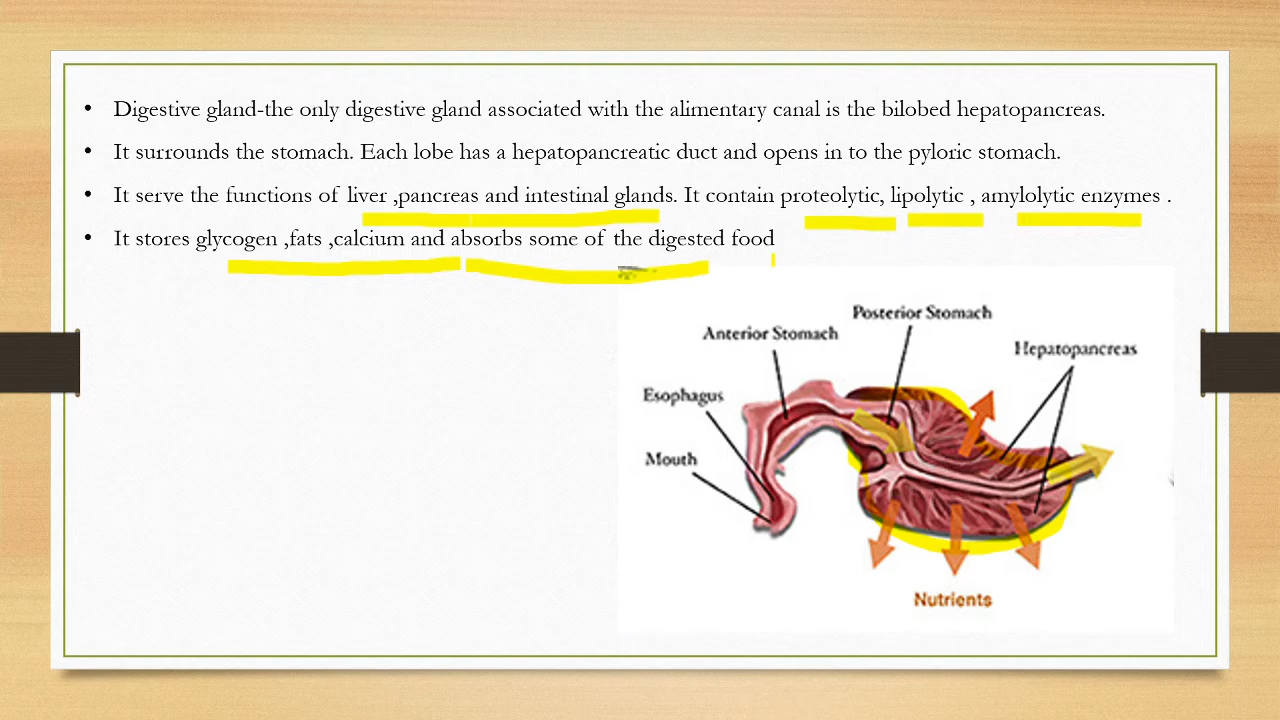 • Digestive gland-the only digestive gland associated with the alimentary canal is the bilobed hepatopancreas.
• It surrounds the stomach. Each lobe has a hepatopancreatic duct and opens in to the pyloric stomach.
• It serve the functions of liver ,pancreas and intestinal glands. It contain proteolytic, lipolytic , amylolytic enzymes .
• It stores glycogen ,fats ,calcium and absorbs some of the digested food
Posterior Stomach
Anterior Stomach
Hepatopancreas
Esophagus
Mouth
Nutrients